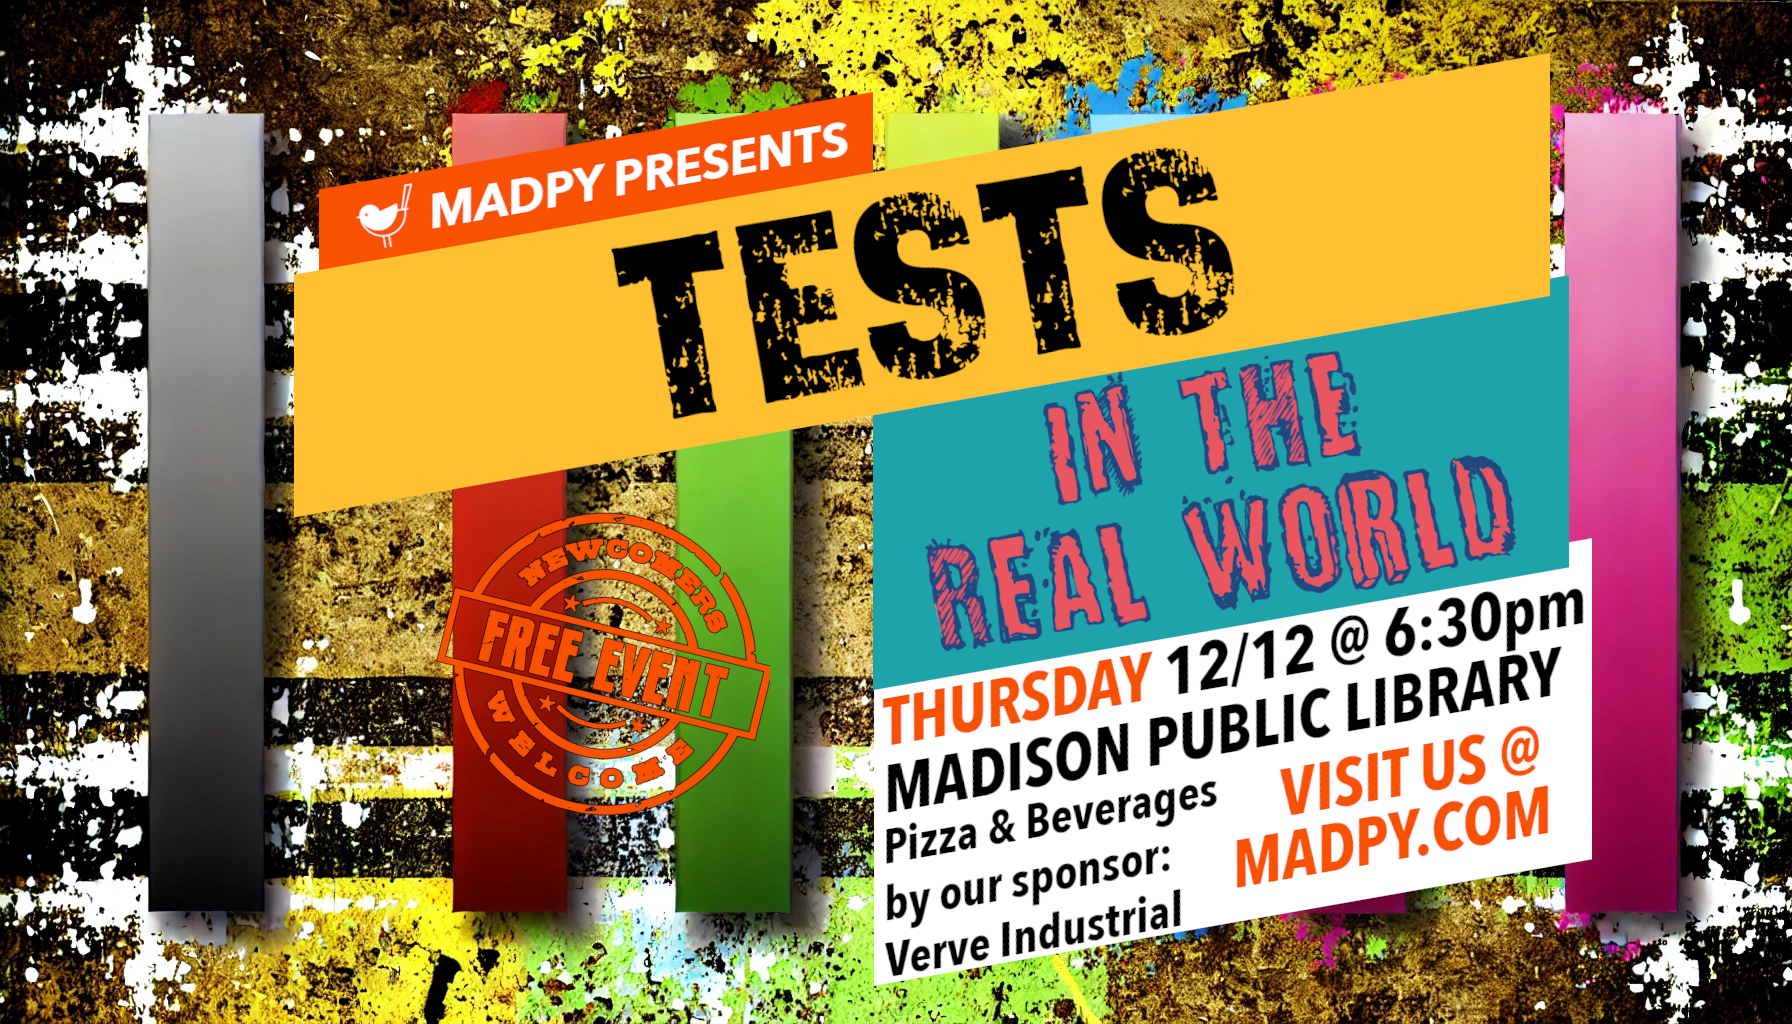 MADPY PRESENTS
TESTS
IN THE
REAL WORLD
NEWCOMERS
FREE EVENT
WELCOME
THURSDAY 12/12 @ 6:30pm
MADISON PUBLIC LIBRARY
Pizza & Beverages
by our sponsor:
Verve Industrial
VISIT US @
MADPY.COM